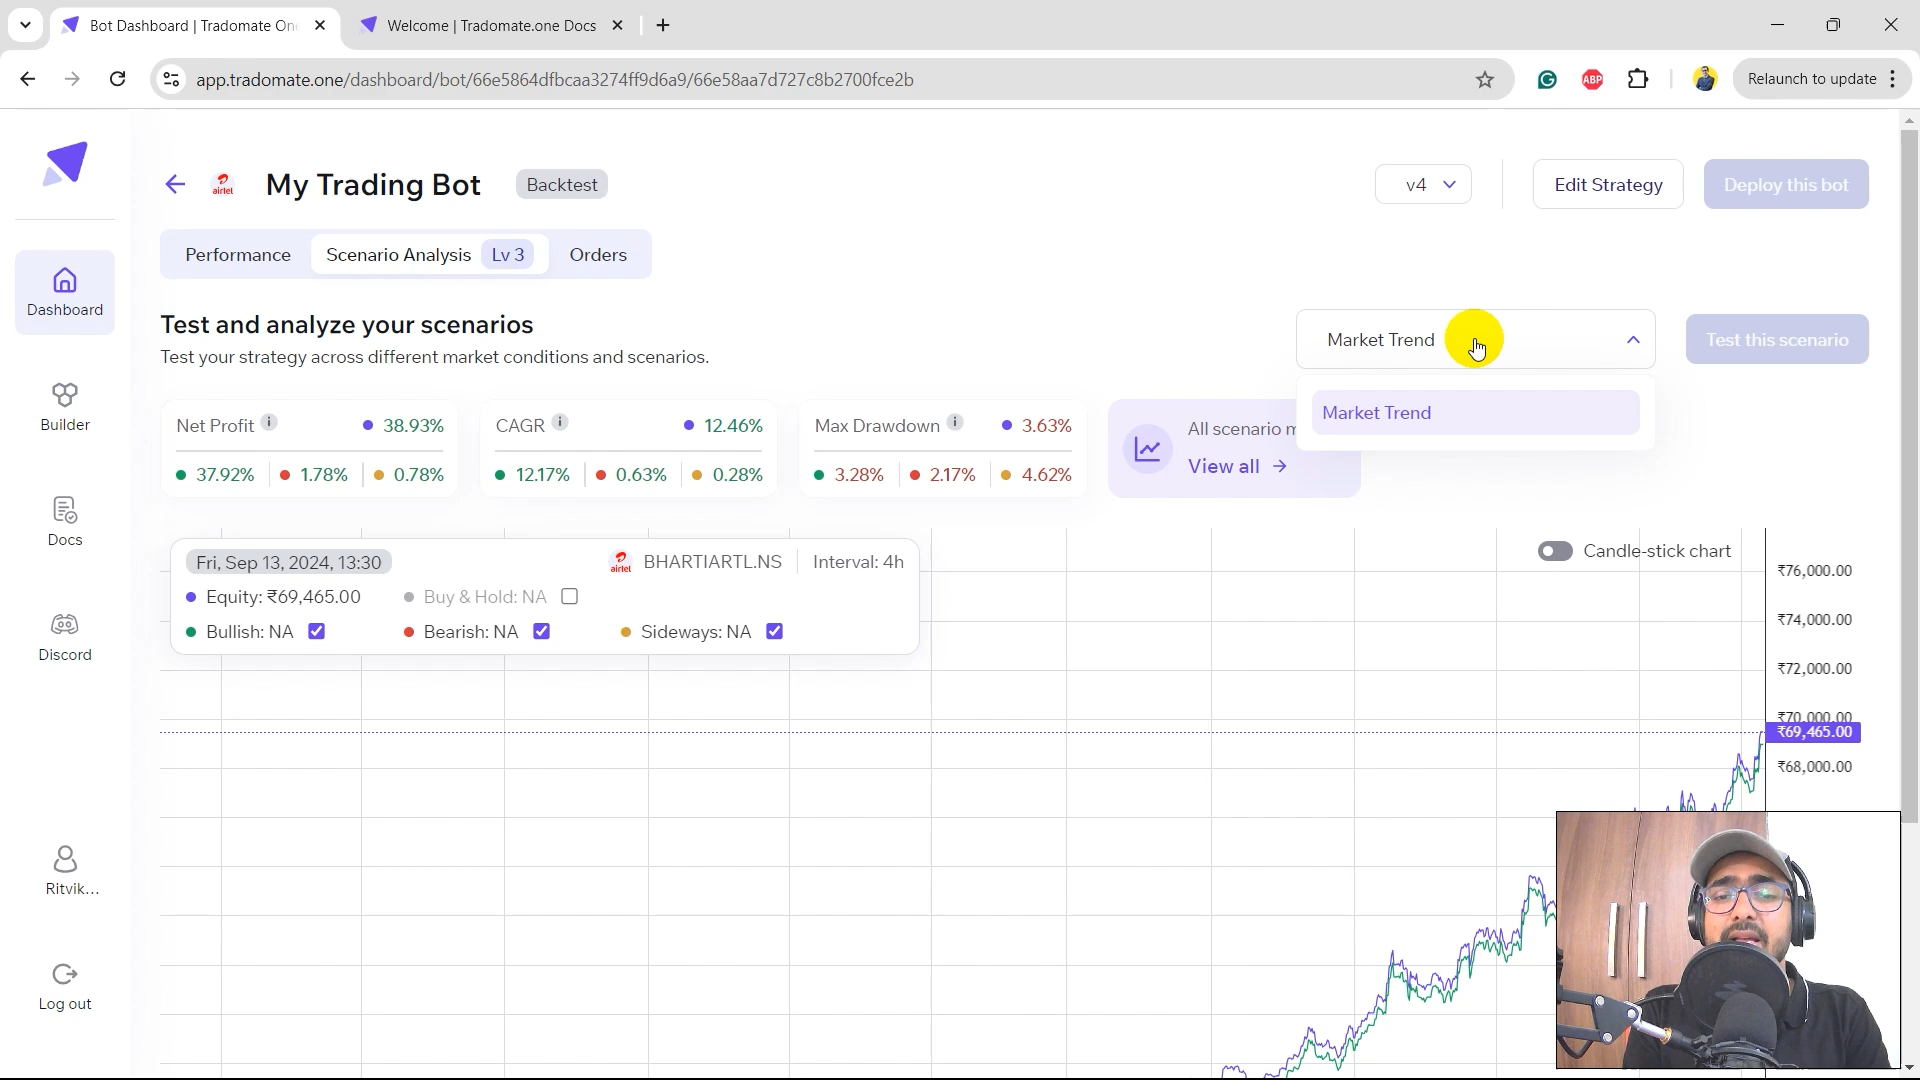 Bot Dashboard | Tradomate On
Welcome | Tradomate.one Docs
app.tradomate.one/dashboard/bot/66e5864dfbcaa3274ff9d6a9/66e58aa7d727c8b2700fce2b
ABP
Relaunch to update
airtel
My Trading Bot
Backtest
v4
Edit Strategy
Deploy this bot
Performance
Scenario Analysis
Lv 3
Orders
Dashboard
Builder
Docs
Discord
Ritvik...
Log out
Test and analyze your scenarios
Test your strategy across different market conditions and scenarios.
Market Trend
Test this scenario
Market Trend
Net Profit 38.93%
37.92% 1.78% 0.78%
CAGR 12.46%
12.17% 0.63% 0.28%
Max Drawdown 3.63%
3.28% 2.17% 4.62%
All scenario m
View all
Fri, Sep 13, 2024, 13:30
airtel
BHARTIARTL.NS
Interval: 4h
Equity: ₹69,465.00
Buy & Hold: NA
Bullish: NA
Bearish: NA
Sideways: NA
Candle-stick chart
₹76,000.00
₹74,000.00
₹72,000.00
₹70,000.00
₹69,465.00
₹68,000.00